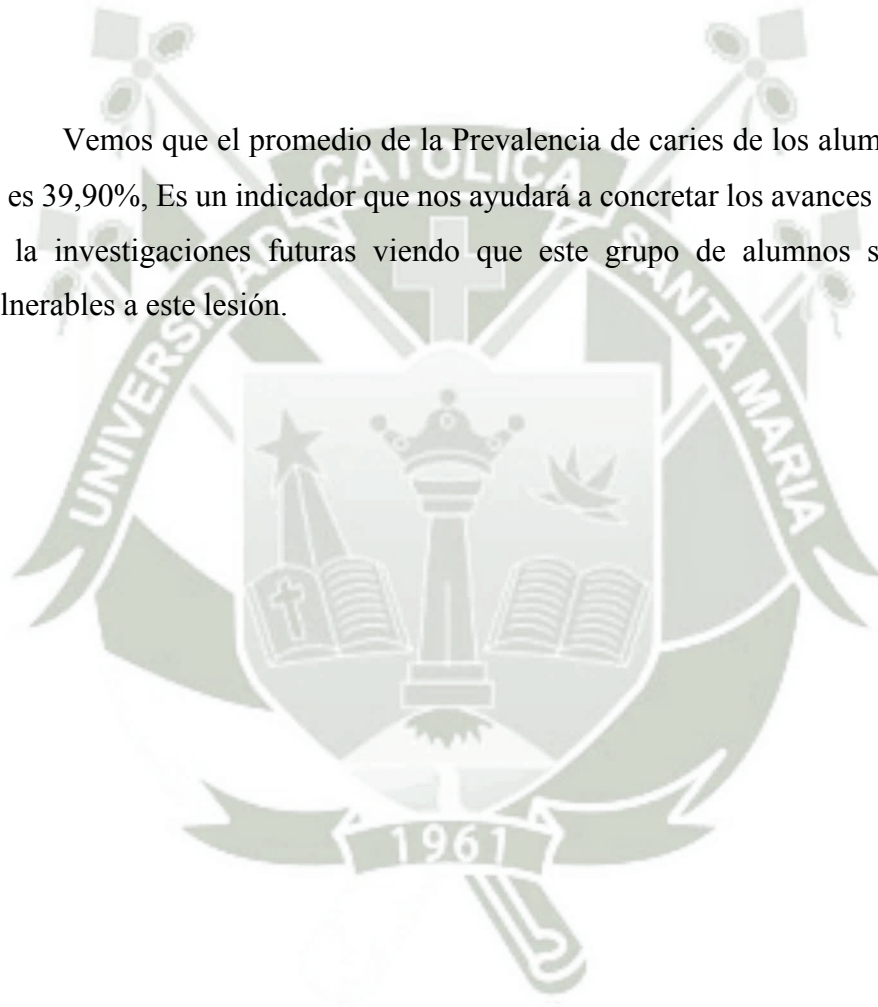 Vemos que el promedio de la Prevalencia de caries de los alum
es 39,90%, Es un indicador que nos ayudará a concretar los avances
la investigaciones futuras viendo que este grupo de alumnos s
lnerables a este lesión.
UNIVERSIDAD CATOLICA SANTA MARIA
1961